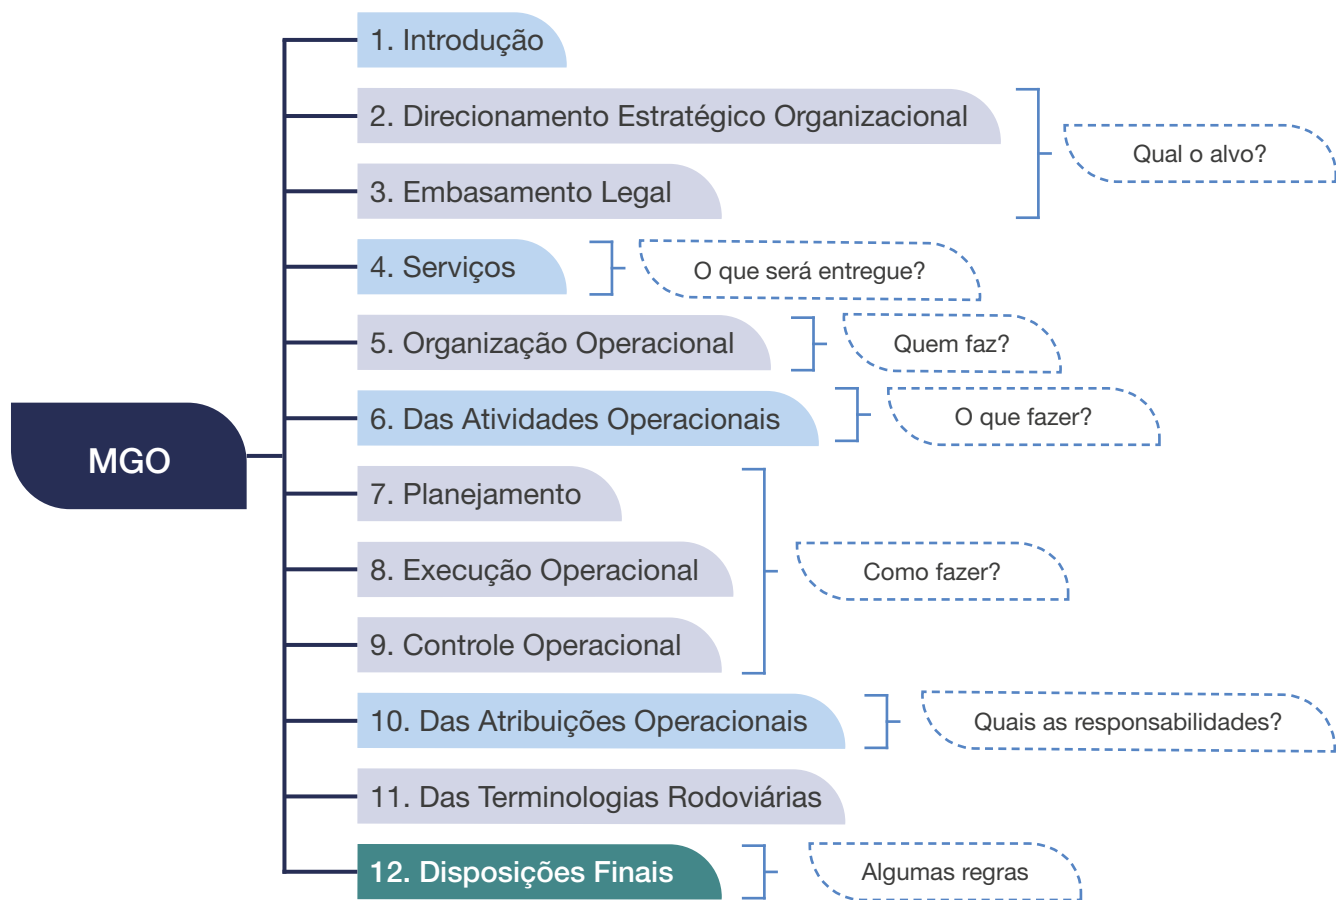 1. Introdução
2. Direcionamento Estratégico Organizacional
Qual o alvo?
3. Embasamento Legal
4. Serviços
O que será entregue?
5. Organização Operacional
Quem faz?
6. Das Atividades Operacionais
O que fazer?
MGO
7. Planejamento
8. Execução Operacional
Como fazer?
9. Controle Operacional
10. Das Atribuições Operacionais
Quais as responsabilidades?
11. Das Terminologias Rodoviárias
12. Disposições Finais
Algumas regras